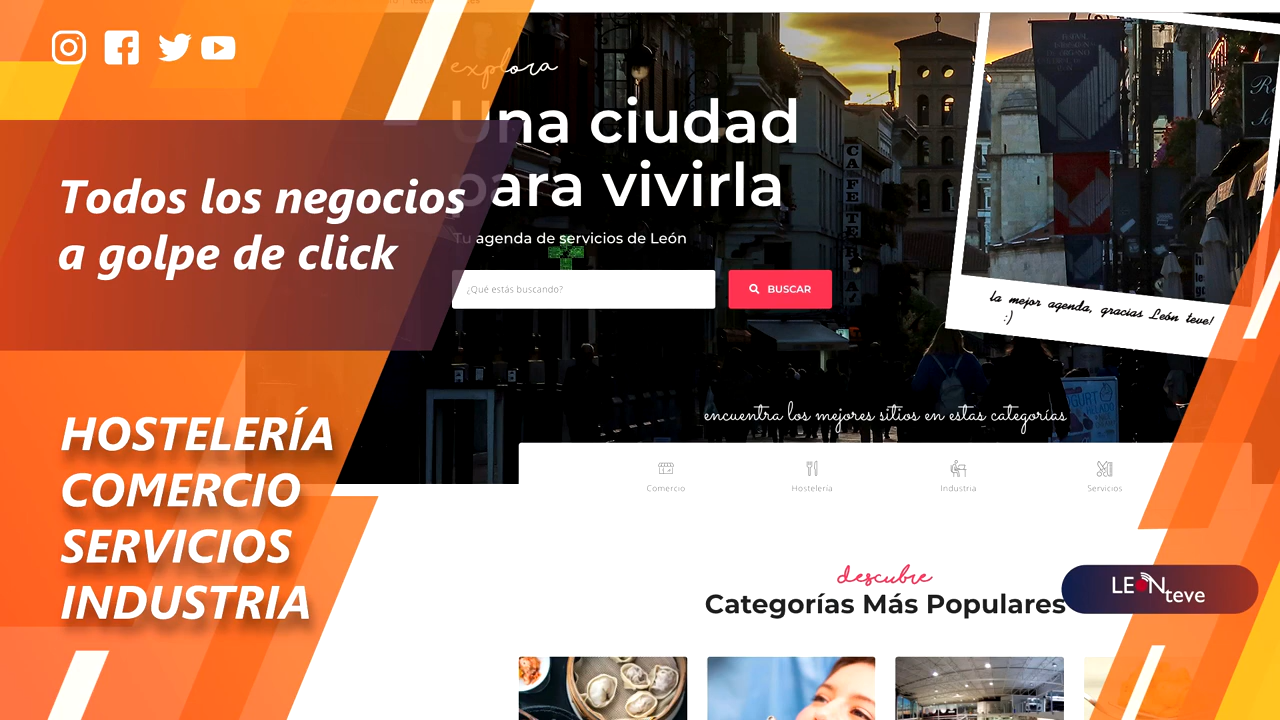 explora
Una ciudad
para vivirla
Tu agenda de servicios de León
¿Qué estás buscando?
BUSCAR
Todos los negocios
a golpe de click
HOSTELERÍA
COMERCIO
SERVICIOS
INDUSTRIA
CAFETERIA
la mejor agenda, gracias León teve!
:)
encuentra los mejores sitios en estas categorías
Comercio
Hostelería
Industria
Servicios
descubre
Categorías Más Populares
LEÓN teve